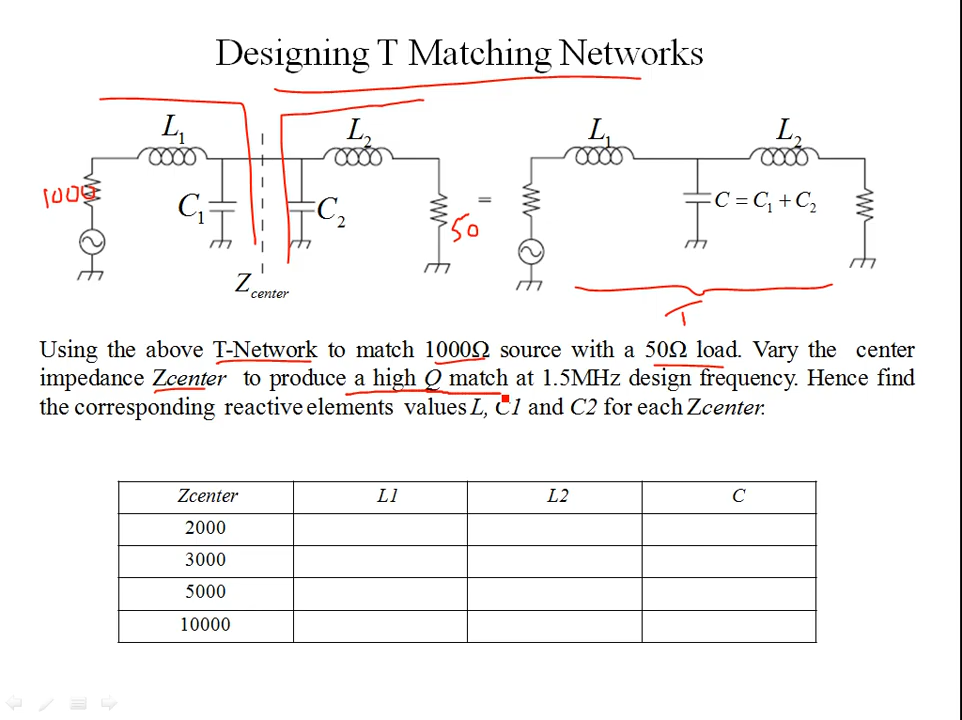 Designing T Matching Networks
L1 L2 L1 L2
1000 C1 C2 50 = C = C1 + C2
Zcenter
T
Using the above T-Network to match 1000Ω source with a 50Ω load. Vary the center
impedance Zcenter to produce a high Q match at 1.5MHz design frequency. Hence find
the corresponding reactive elements values L, C1 and C2 for each Zcenter.
Zcenter L1 L2 C
2000
3000
5000
10000